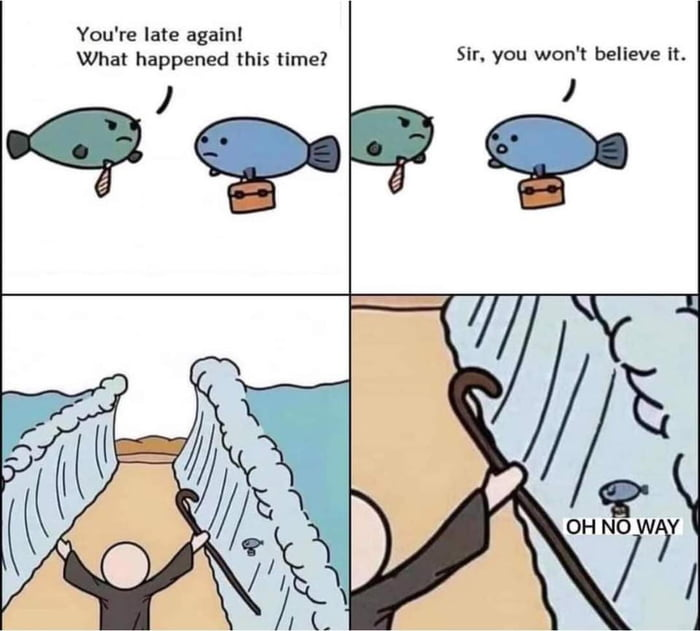 You're late again!
What happened this time?
Sir, you won't believe it.
OH NO WAY